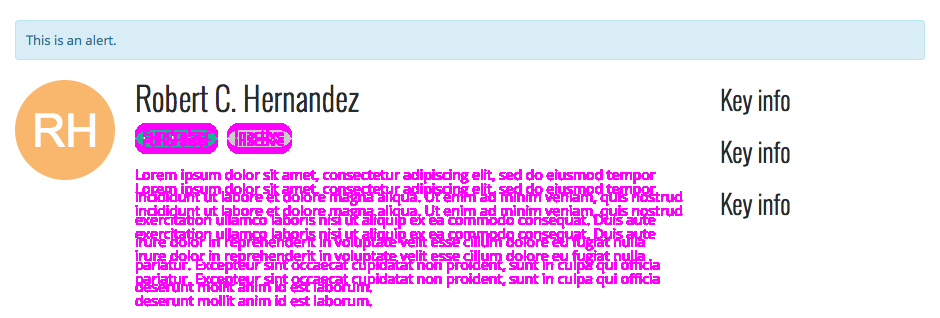 This is an alert.
RH
Robert C. Hernandez
Inactive
Lorem ipsum dolor sit amet, consectetur adipiscing elit, sed do eiusmod tempor
Lorem ipsum dolor sit amet, consectetur adipiscing elit, sed do eiusmod tempor
incididunt ut labore et dolore magna aliqua. Ut enim ad minim veniam, quis nostrud
incididunt ut labore et dolore magna aliqua. Ut enim ad minim veniam, quis nostrud
exercitation ullamco laboris nisi ut aliquip ex ea commodo consequat. Duis aute
exercitation ullamco laboris nisi ut aliquip ex ea commodo consequat. Duis aute
irure dolor in reprehenderit in voluptate velit esse cillum dolore eu fugiat nulla
irure dolor in reprehenderit in voluptate velit esse cillum dolore eu fugiat nulla
pariatur. Excepteur sint occaecat cupidatat non proident, sunt in culpa qui officia
pariatur. Excepteur sint occaecat cupidatat non proident, sunt in culpa qui officia
deserunt mollit anim id est laborum.
deserunt mollit anim id est laborum.
Key info
Key info
Key info